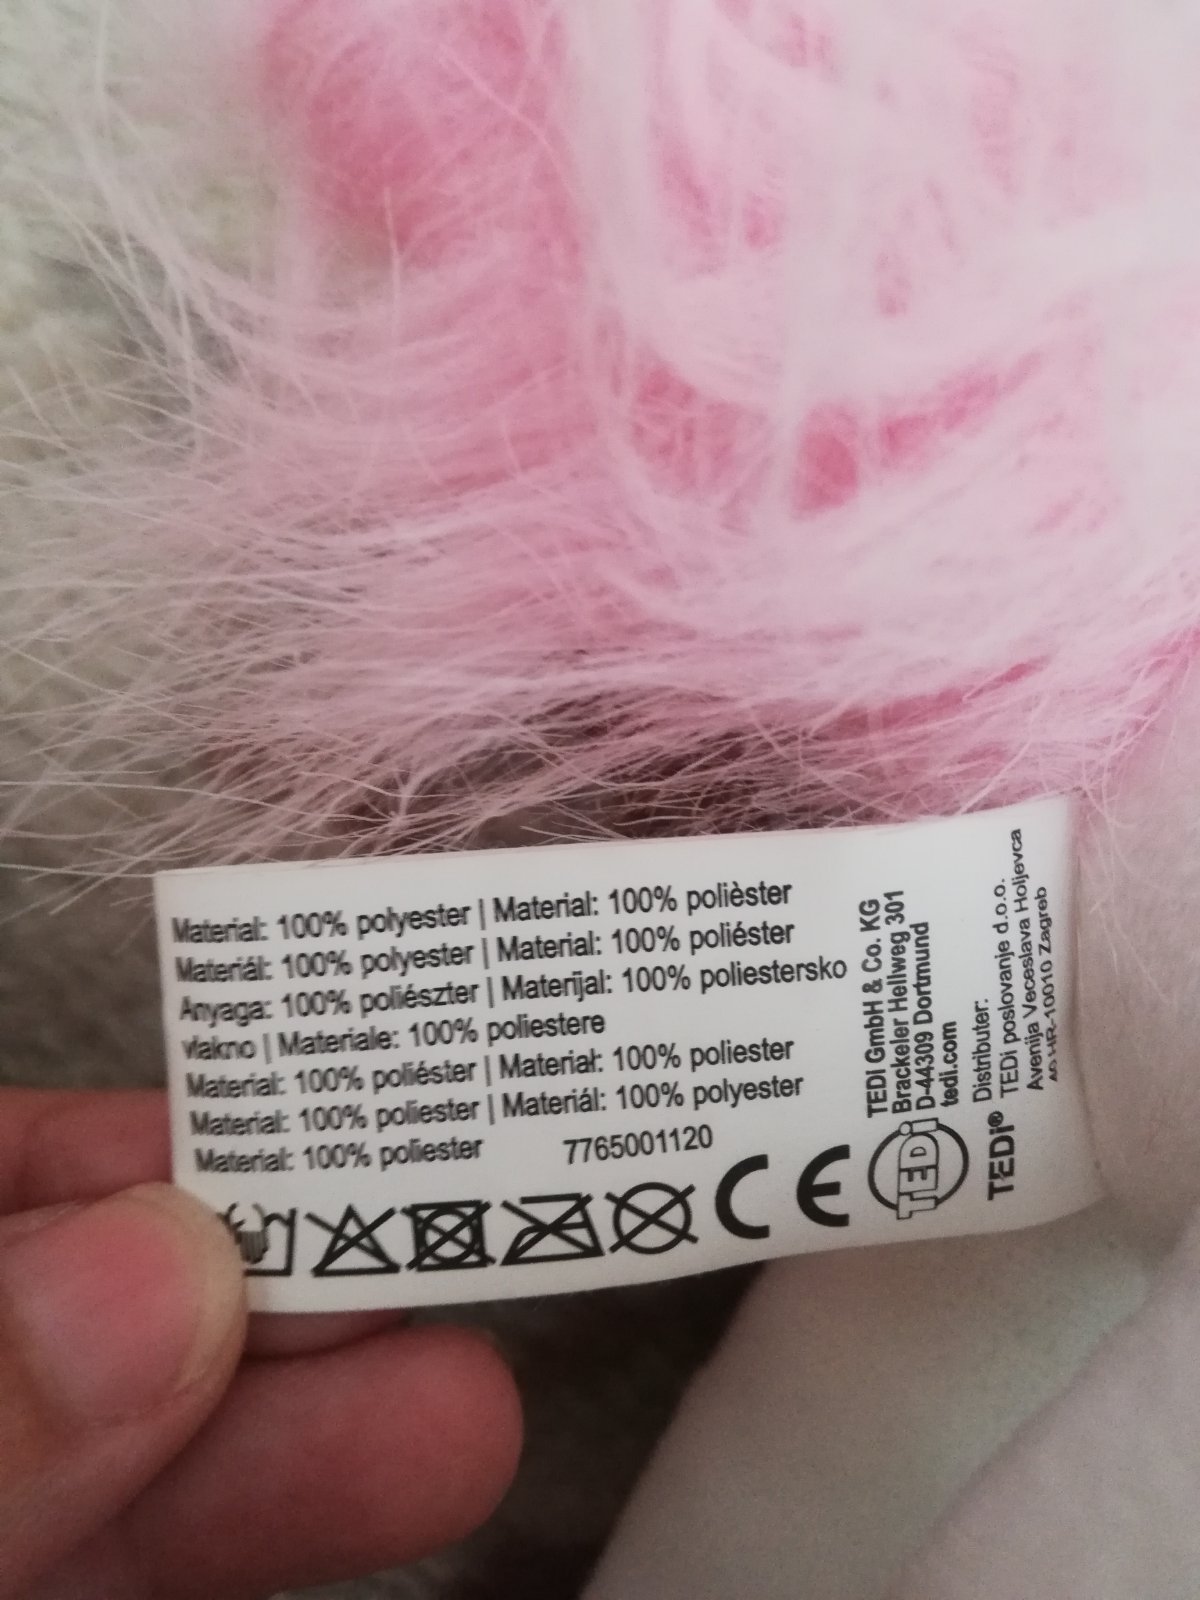 Material: 100% polyester | Material: 100% polièster
Materiál: 100% polyester | Material: 100% poliéster
Anyaga: 100% poliészter | Materijal: 100% poliestersko
vlakno | Materiale: 100% poliestere
Material: 100% poliéster | Materiał: 100% poliester
Material: 100% poliester | Materiál: 100% polyester
Material: 100% poliester 7765001120
CE
TEDi
TEDi GmbH & Co. KG
Brackeler Hellweg 301
D-44309 Dortmund
tedi.com
TEDi®
Distributer:
TEDi poslovanje d.o.o.
Avenija Veceslava Holjevca
40 HR-10010 Zagreb